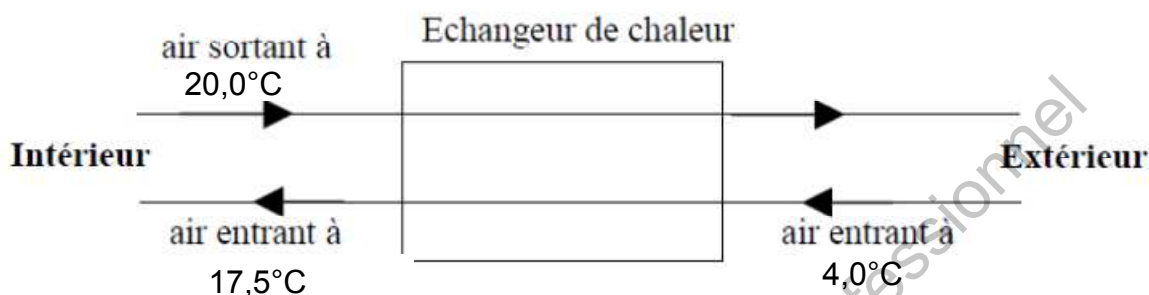 Echangeur de chaleur
air sortant à
20,0°C
Intérieur
Extérieur
air entrant à
17,5°C
air entrant à
4,0°C